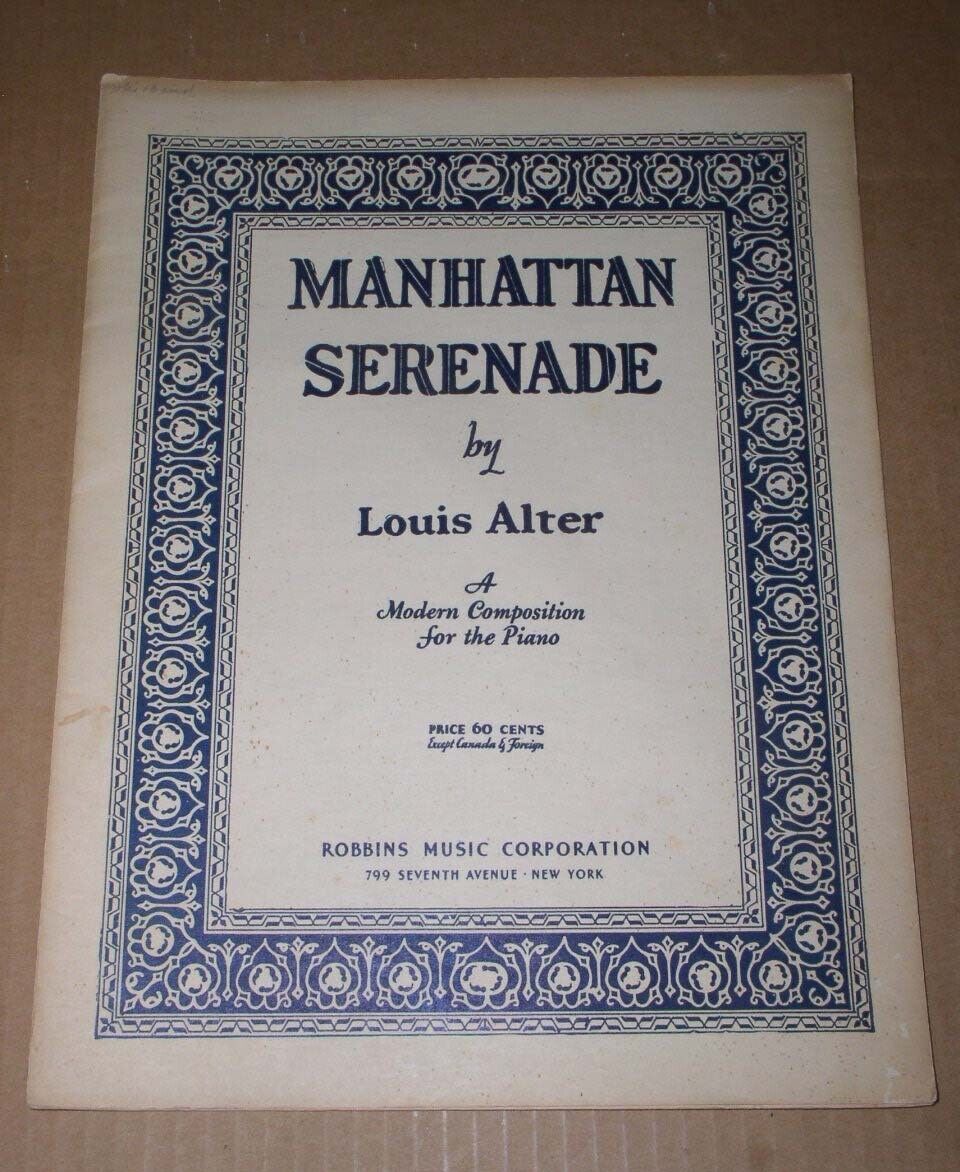 MANHATTAN
SERENADE
by
Louis Alter
A
Modern Composition
for the Piano
PRICE 60 CENTS
Except Canada & Foreign
ROBBINS MUSIC CORPORATION
799 SEVENTH AVENUE · NEW YORK